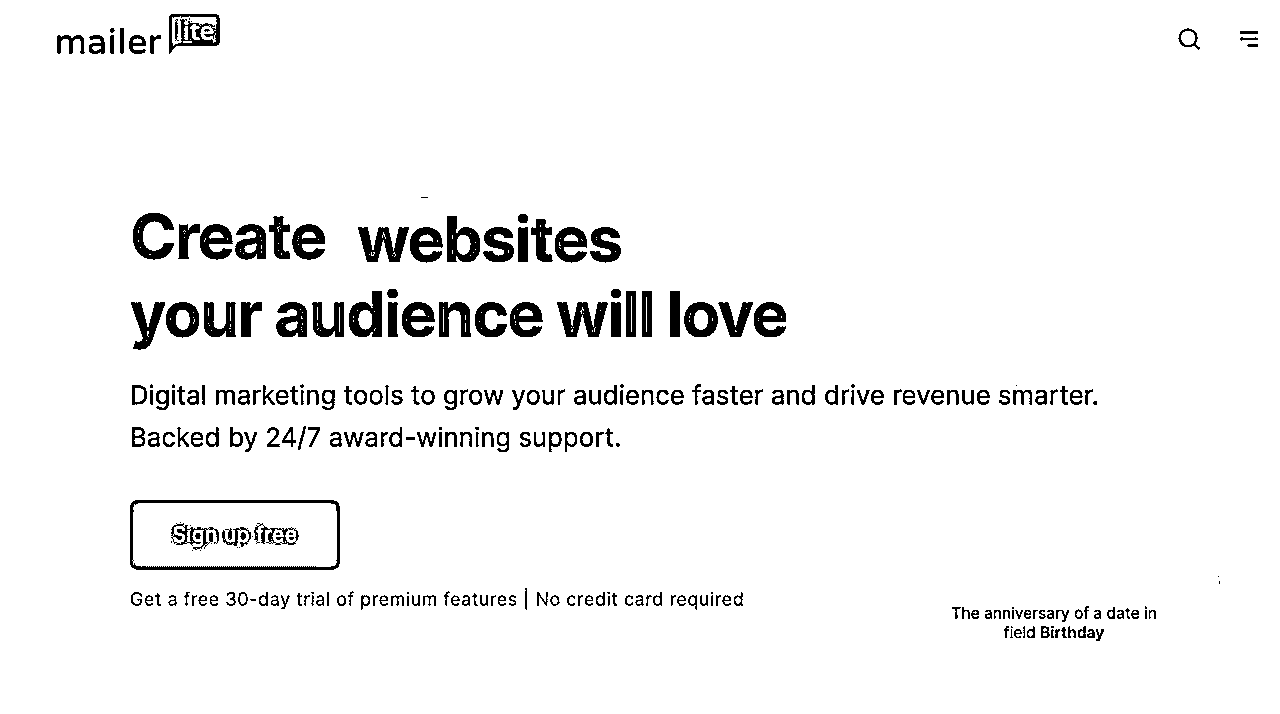 mailer lite
Create websites
your audience will love
Digital marketing tools to grow your audience faster and drive revenue smarter.
Backed by 24/7 award-winning support.
Sign up free
Get a free 30-day trial of premium features | No credit card required
The anniversary of a date in
field Birthday